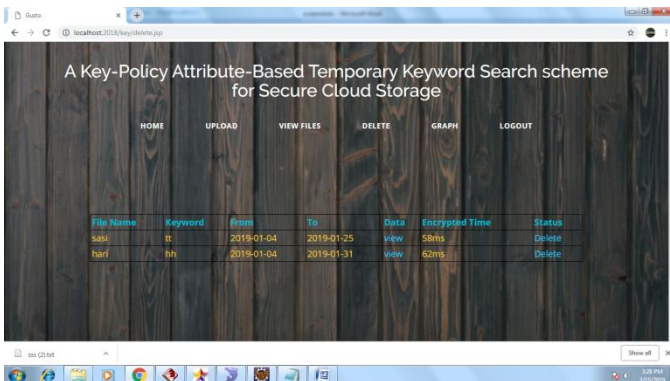 Gusto
localhost:2018/key/delete.jsp
A Key-Policy Attribute-Based Temporary Keyword Search scheme
for Secure Cloud Storage
HOME UPLOAD VIEW FILES DELETE GRAPH LOGOUT
File Name Keyword From To Data Encrypted Time Status
sasi tt 2019-01-04 2019-01-25 view 58ms Delete
hari hh 2019-01-04 2019-01-31 view 62ms Delete
sss (2).txt Show all
3:28 PM